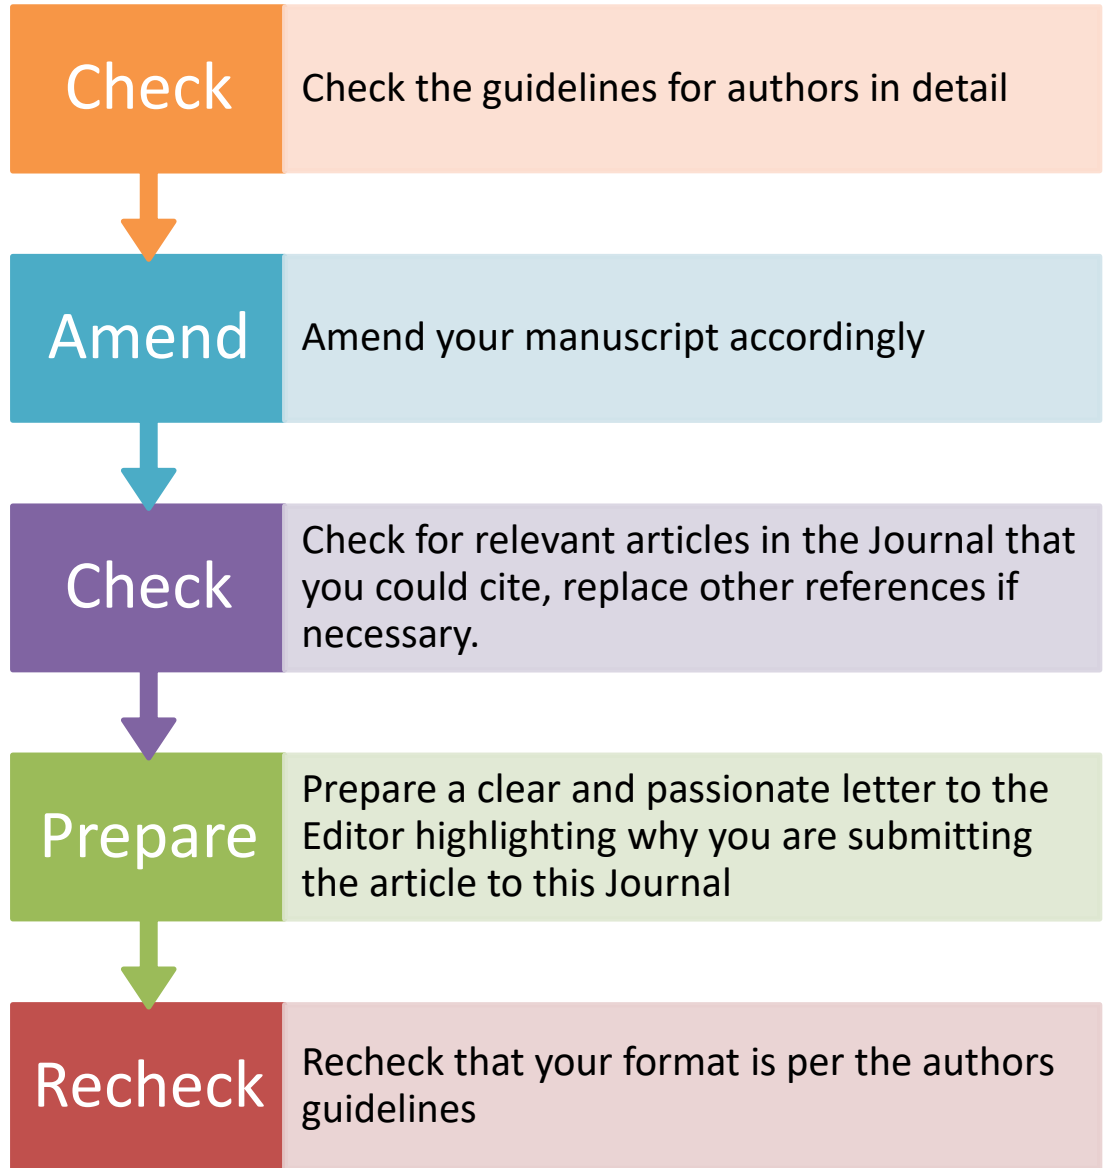 Check
Check the guidelines for authors in detail
Amend
Amend your manuscript accordingly
Check
Check for relevant articles in the Journal that
you could cite, replace other references if
necessary.
Prepare
Prepare a clear and passionate letter to the
Editor highlighting why you are submitting
the article to this Journal
Recheck
Recheck that your format is per the authors
guidelines